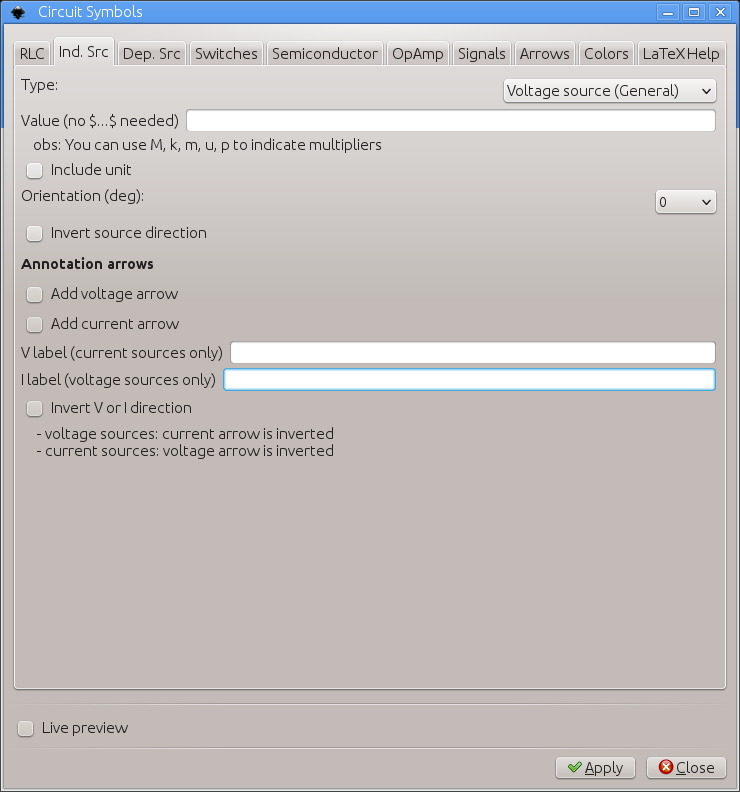 Circuit Symbols
RLC Ind. Src Dep. Src Switches Semiconductor OpAmp Signals Arrows Colors LaTeX Help
Type: Voltage source (General)
Value (no $...$ needed)
obs: You can use M, k, m, u, p to indicate multipliers
Include unit
Orientation (deg): 0
Invert source direction
Annotation arrows
Add voltage arrow
Add current arrow
V label (current sources only)
I label (voltage sources only)
Invert V or I direction
- voltage sources: current arrow is inverted
- current sources: voltage arrow is inverted
Live preview
Apply Close